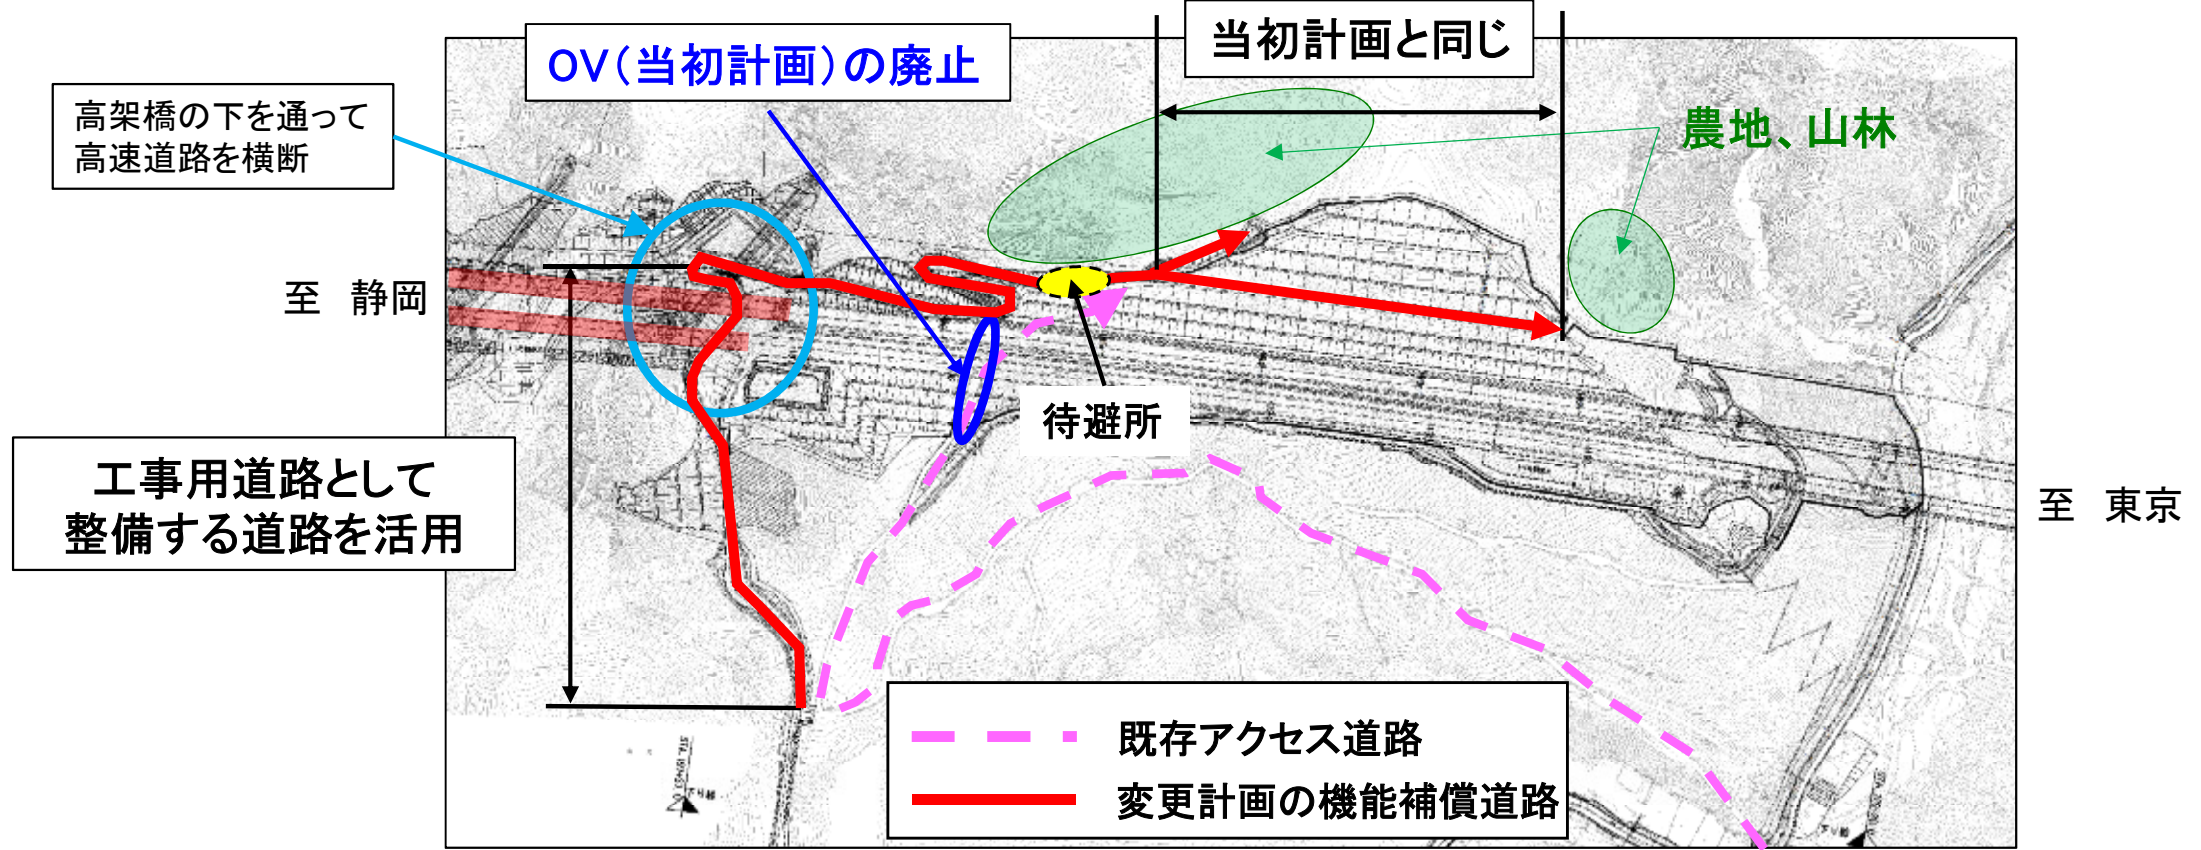 当初計画と同じ
OV(当初計画)の廃止
高架橋の下を通って
高速道路を横断
農地、山林
至 静岡
待避所
工事用道路として
整備する道路を活用
至 東京
既存アクセス道路
変更計画の機能補償道路